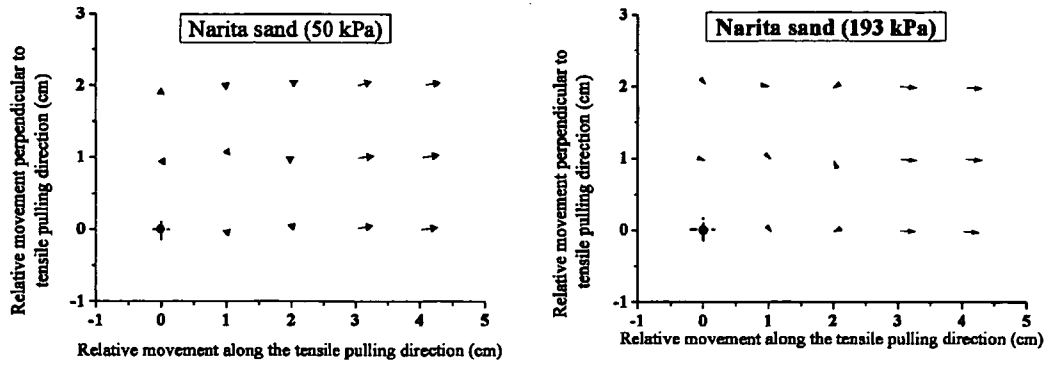 Narita sand (50 kPa)
Relative movement perpendicular to
tensile pulling direction (cm)
3
2
1
0
-1
-1 0 1 2 3 4 5
Relative movement along the tensile pulling direction (cm)
Narita sand (193 kPa)
Relative movement perpendicular to
tensile pulling direction (cm)
3
2
1
0
-1
-1 0 1 2 3 4 5
Relative movement along the tensile pulling direction (cm)